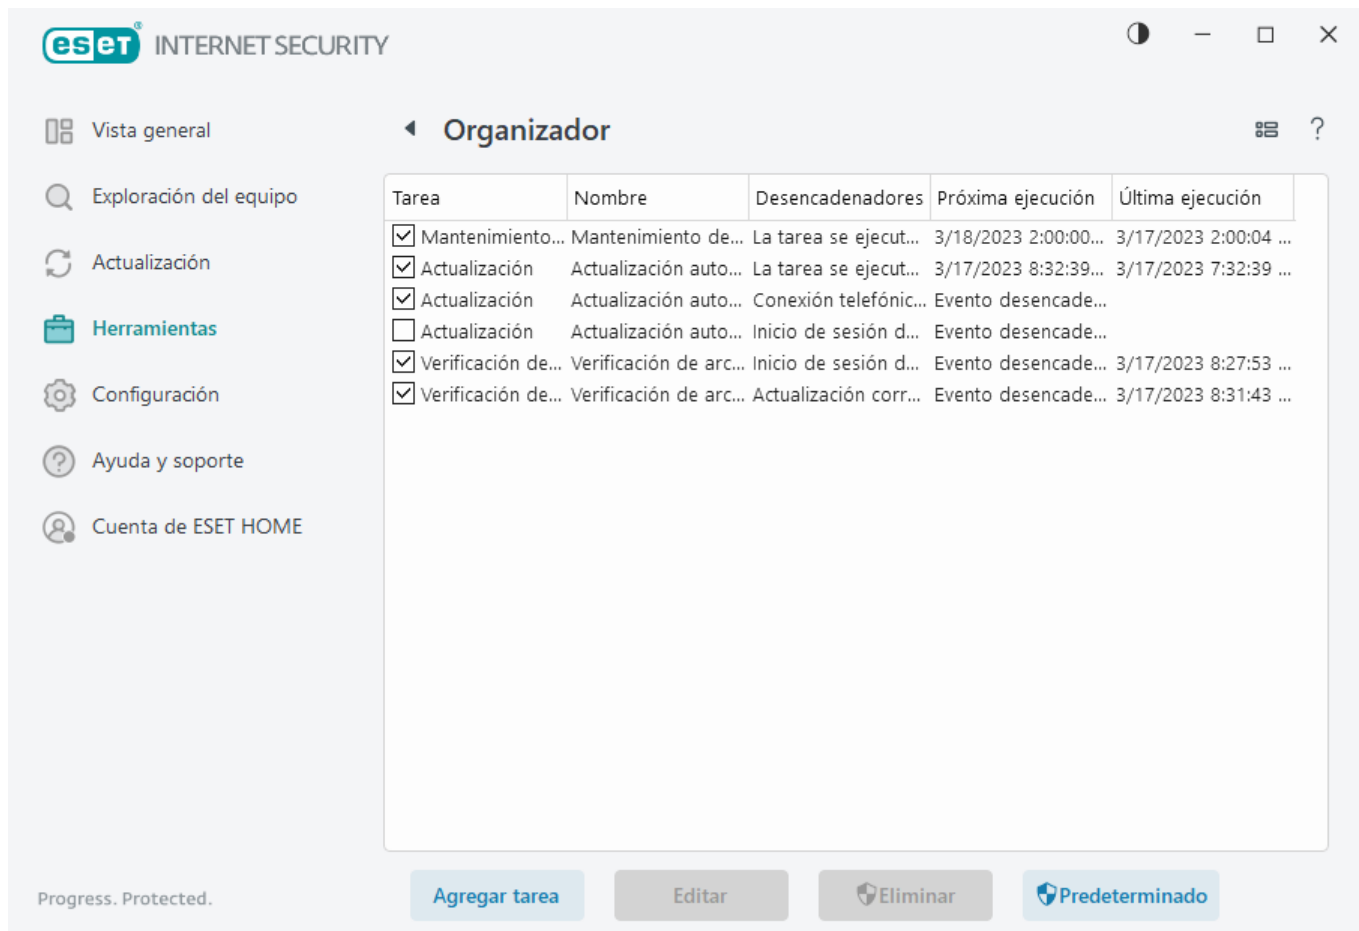 eset® INTERNET SECURITY
Vista general
Exploración del equipo
Actualización
Herramientas
Configuración
Ayuda y soporte
Cuenta de ESET HOME
Progress. Protected.
Organizador
?
Tarea Nombre Desencadenadores Próxima ejecución Última ejecución
Mantenimiento... Mantenimiento de... La tarea se ejecut... 3/18/2023 2:00:00... 3/17/2023 2:00:04 ...
Actualización Actualización auto... La tarea se ejecut... 3/17/2023 8:32:39... 3/17/2023 7:32:39 ...
Actualización Actualización auto... Conexión telefónic... Evento desencade...
Actualización Actualización auto... Inicio de sesión d... Evento desencade...
Verificación de... Verificación de arc... Inicio de sesión d... Evento desencade... 3/17/2023 8:27:53 ...
Verificación de... Verificación de arc... Actualización corr... Evento desencade... 3/17/2023 8:31:43 ...
Agregar tarea Editar Eliminar Predeterminado